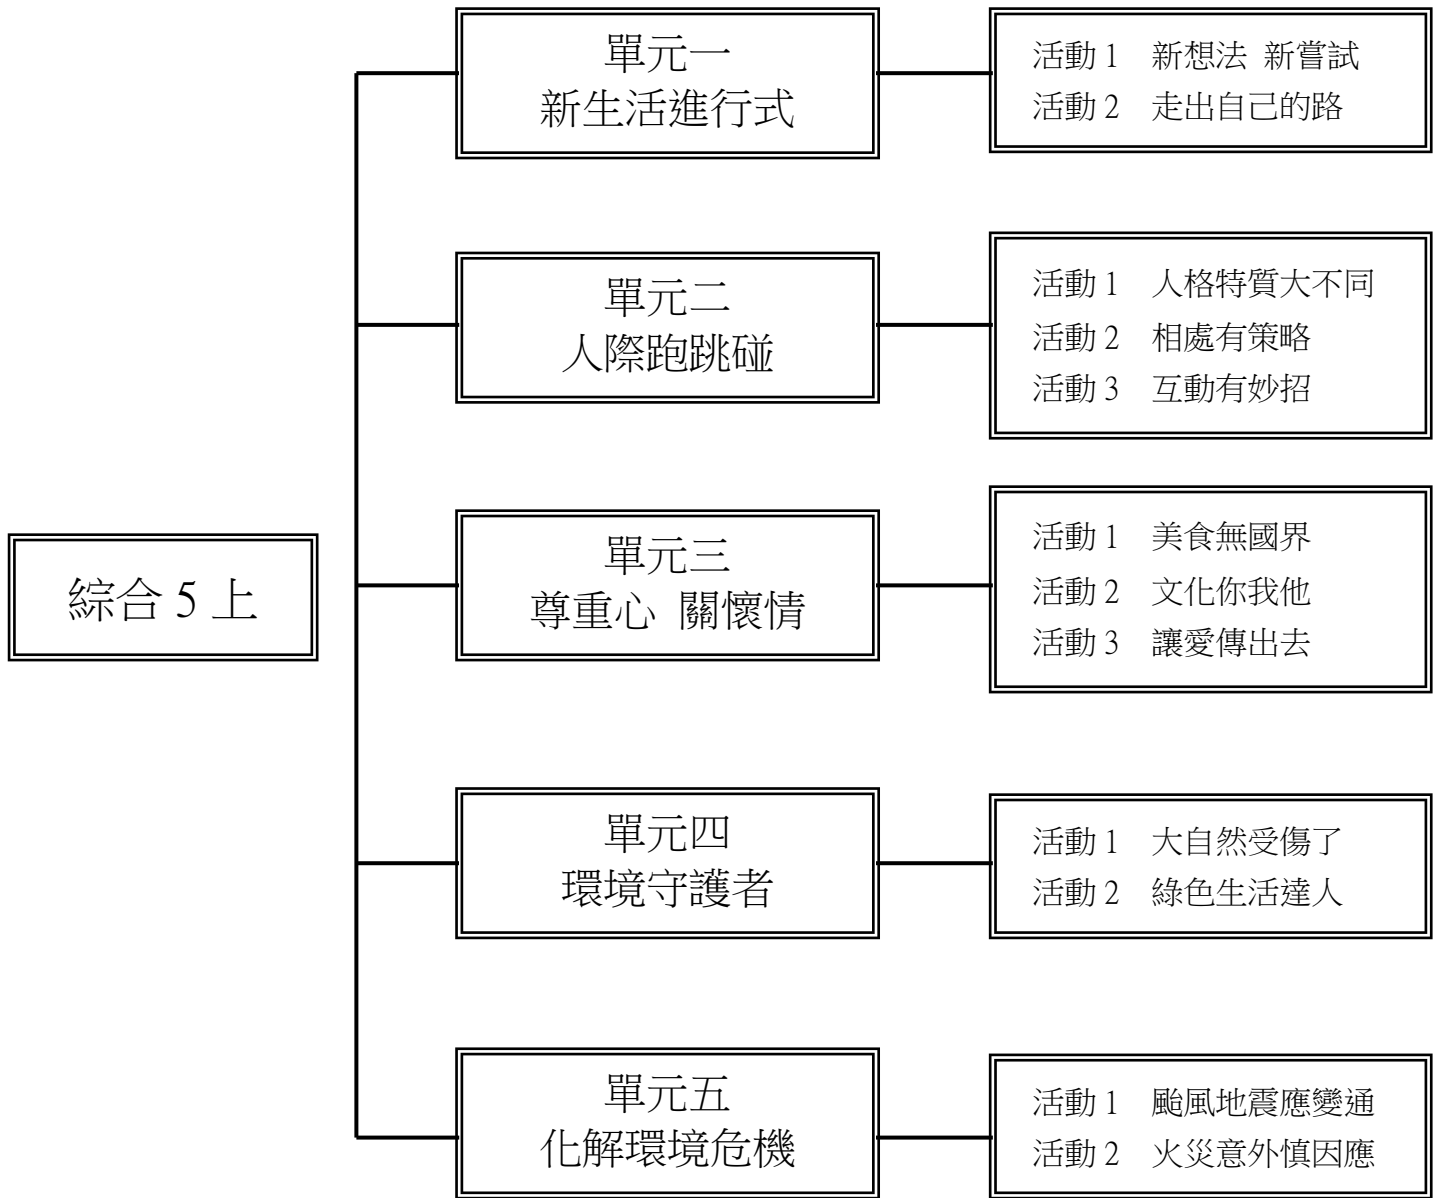 綜合 5 上
單元一
新生活進行式
活動 1 新想法 新嘗試
活動 2 走出自己的路
單元二
人際跑跳碰
活動 1 人格特質大不同
活動 2 相處有策略
活動 3 互動有妙招
單元三
尊重心 關懷情
活動 1 美食無國界
活動 2 文化你我他
活動 3 讓愛傳出去
單元四
環境守護者
活動 1 大自然受傷了
活動 2 綠色生活達人
單元五
化解環境危機
活動 1 颱風地震應變通
活動 2 火災意外慎因應